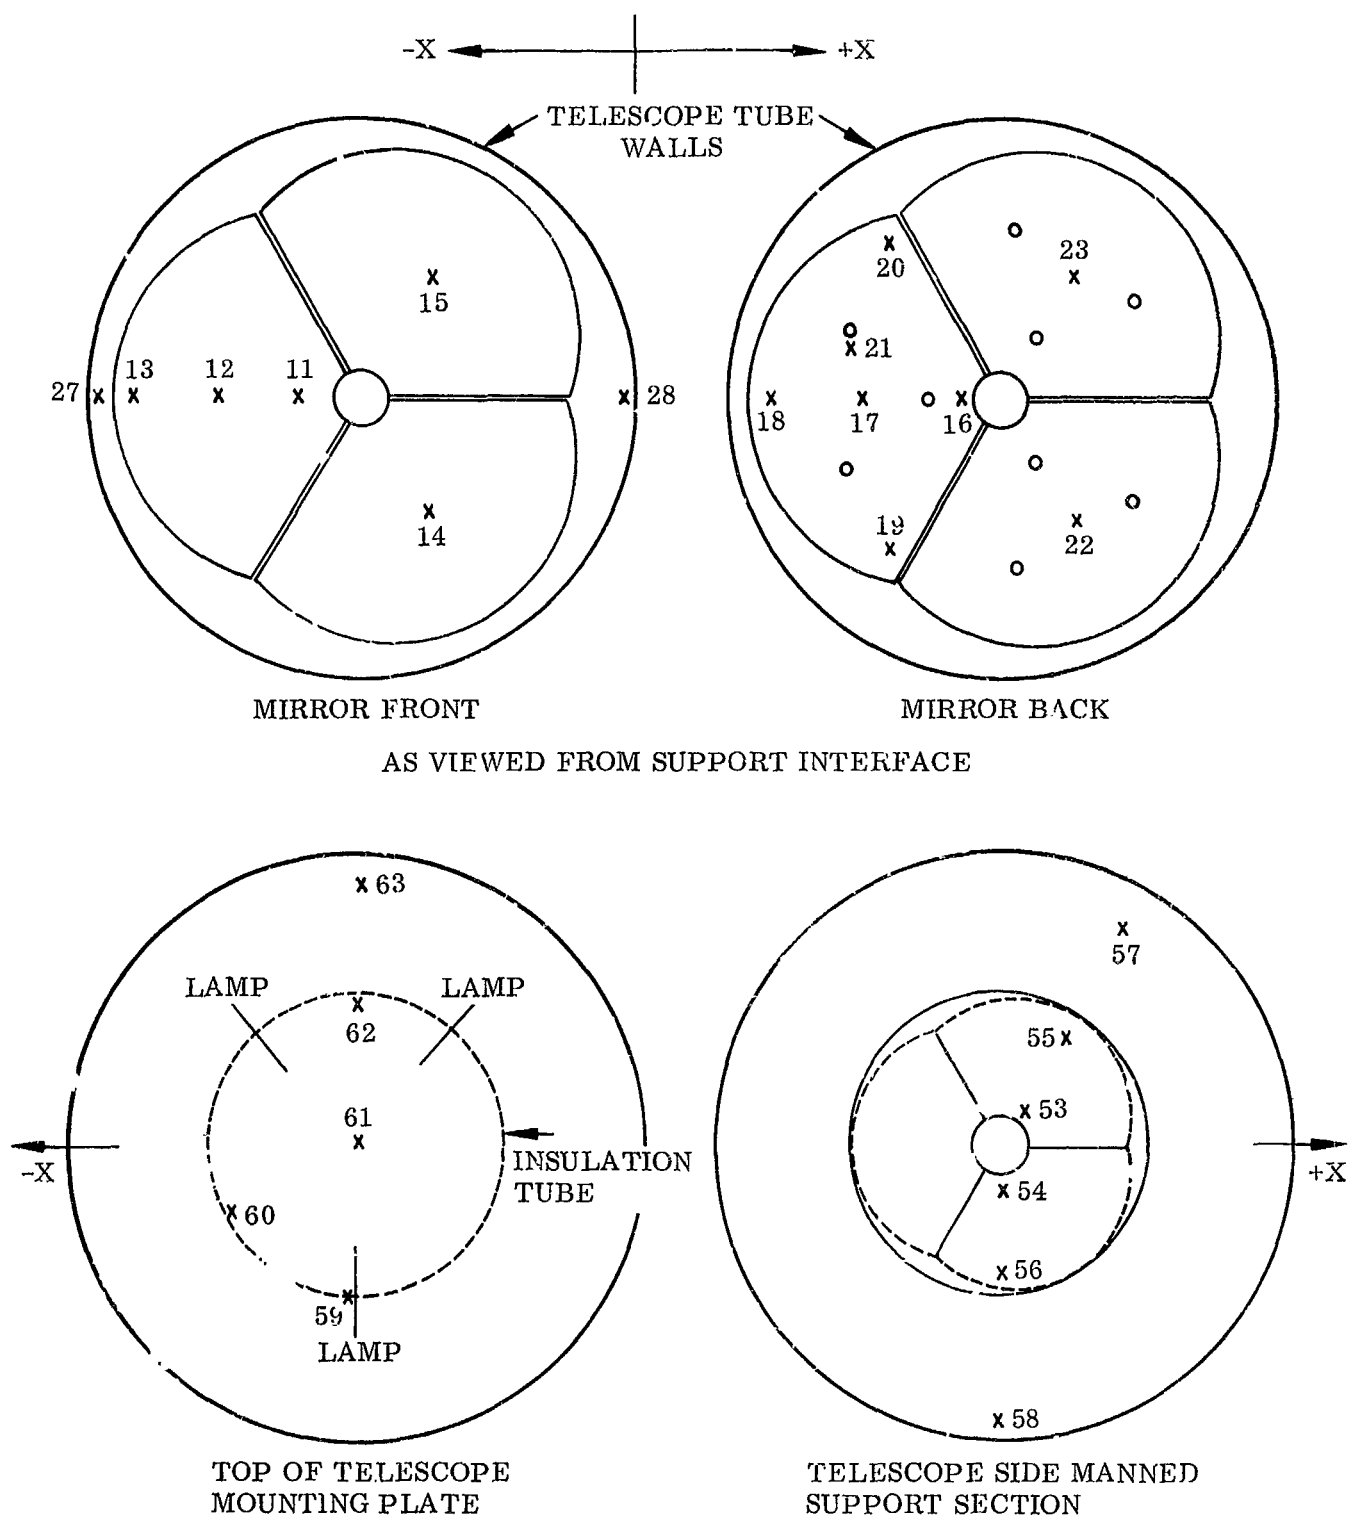 -X +X
TELESCOPE TUBE
WALLS
15
13 12 11
27 28
14
20 23
21
18 17 16
19
22
MIRROR FRONT MIRROR BACK
AS VIEWED FROM SUPPORT INTERFACE
63
57
LAMP LAMP
62
55
61
53
-X INSULATION
TUBE
+X
60
54
59
56
LAMP
58
TOP OF TELESCOPE
MOUNTING PLATE
TELESCOPE SIDE MANNED
SUPPORT SECTION